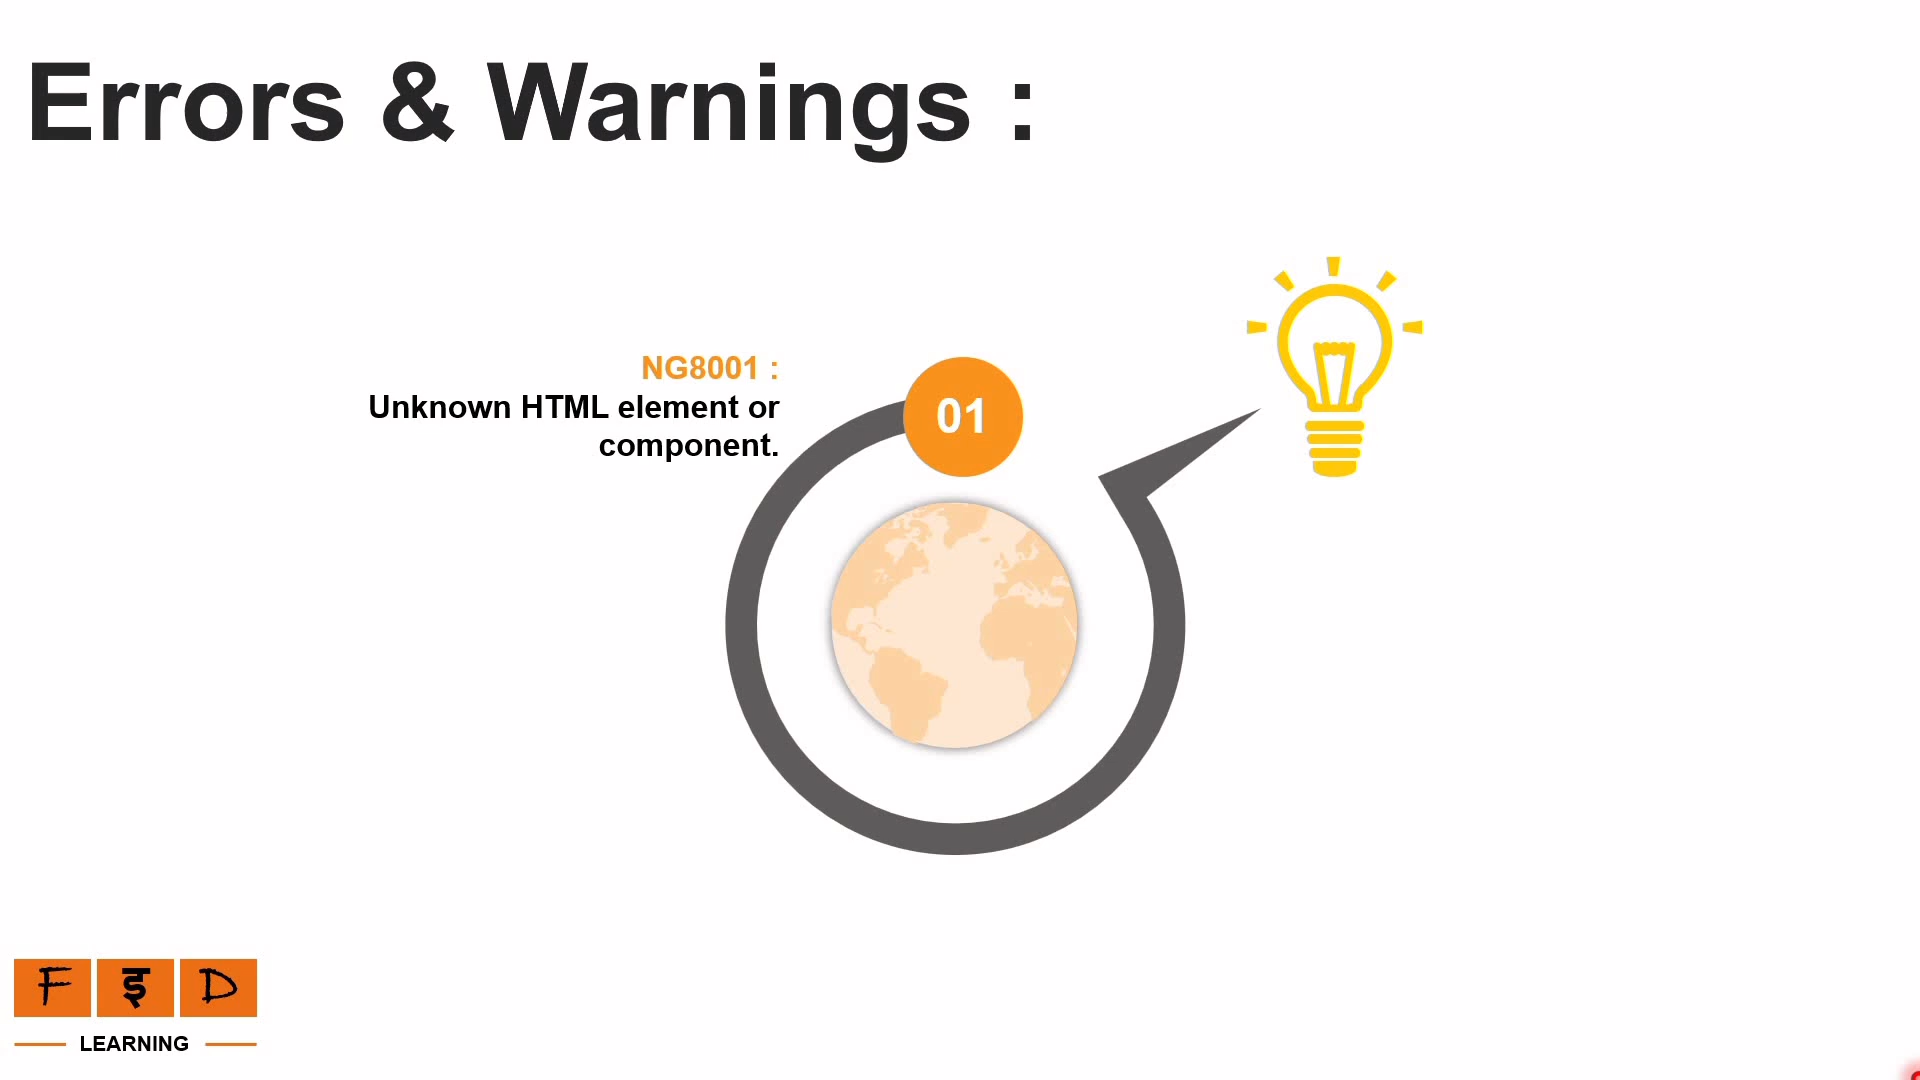 Errors & Warnings :
NG8001 :
Unknown HTML element or
component.
01
F इ D
LEARNING